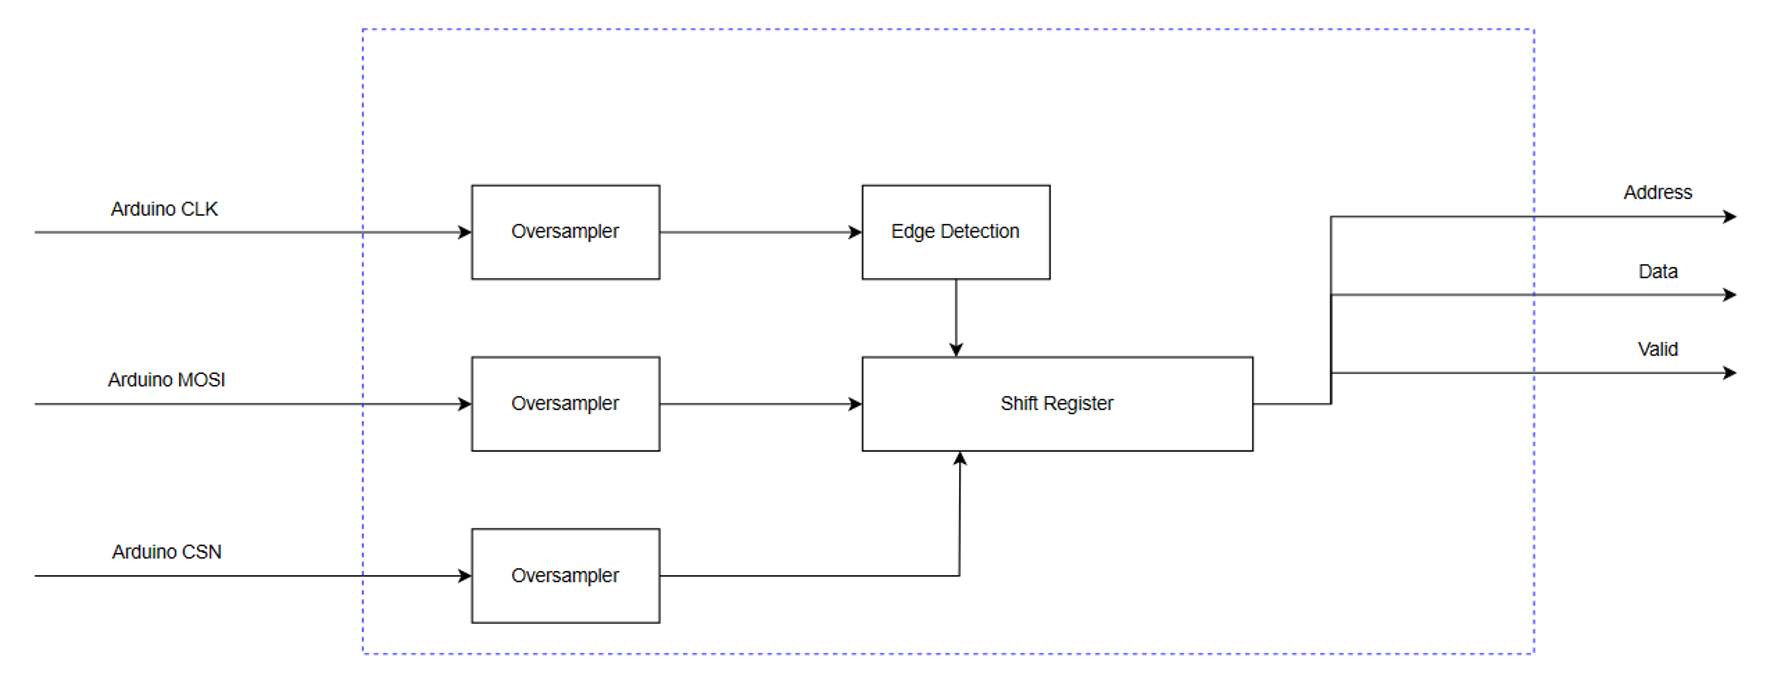 Arduino CLK
Oversampler
Edge Detection
Address
Data
Valid
Arduino MOSI
Oversampler
Shift Register
Arduino CSN
Oversampler